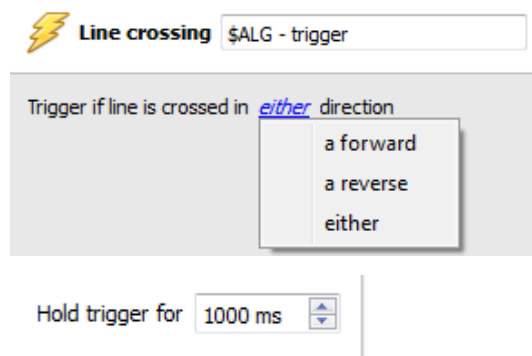 Line crossing $ALG - trigger
Trigger if line is crossed in either direction
a forward
a reverse
either
Hold trigger for 1000 ms